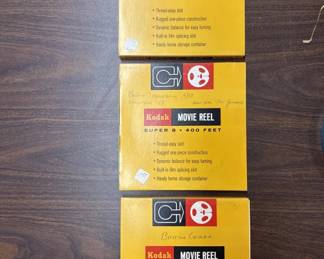 • Thread-easy slot
• Rugged one-piece construction
• Dynamic balance for easy running
• Built-in film splicing slot
• Handy home storage container
Kodak MOVIE REEL
SUPER 8 • 400 FEET
• Thread-easy slot
• Rugged one-piece construction
• Dynamic balance for easy running
• Built-in film splicing slot
• Handy home storage container
Kodak MOVIE REEL